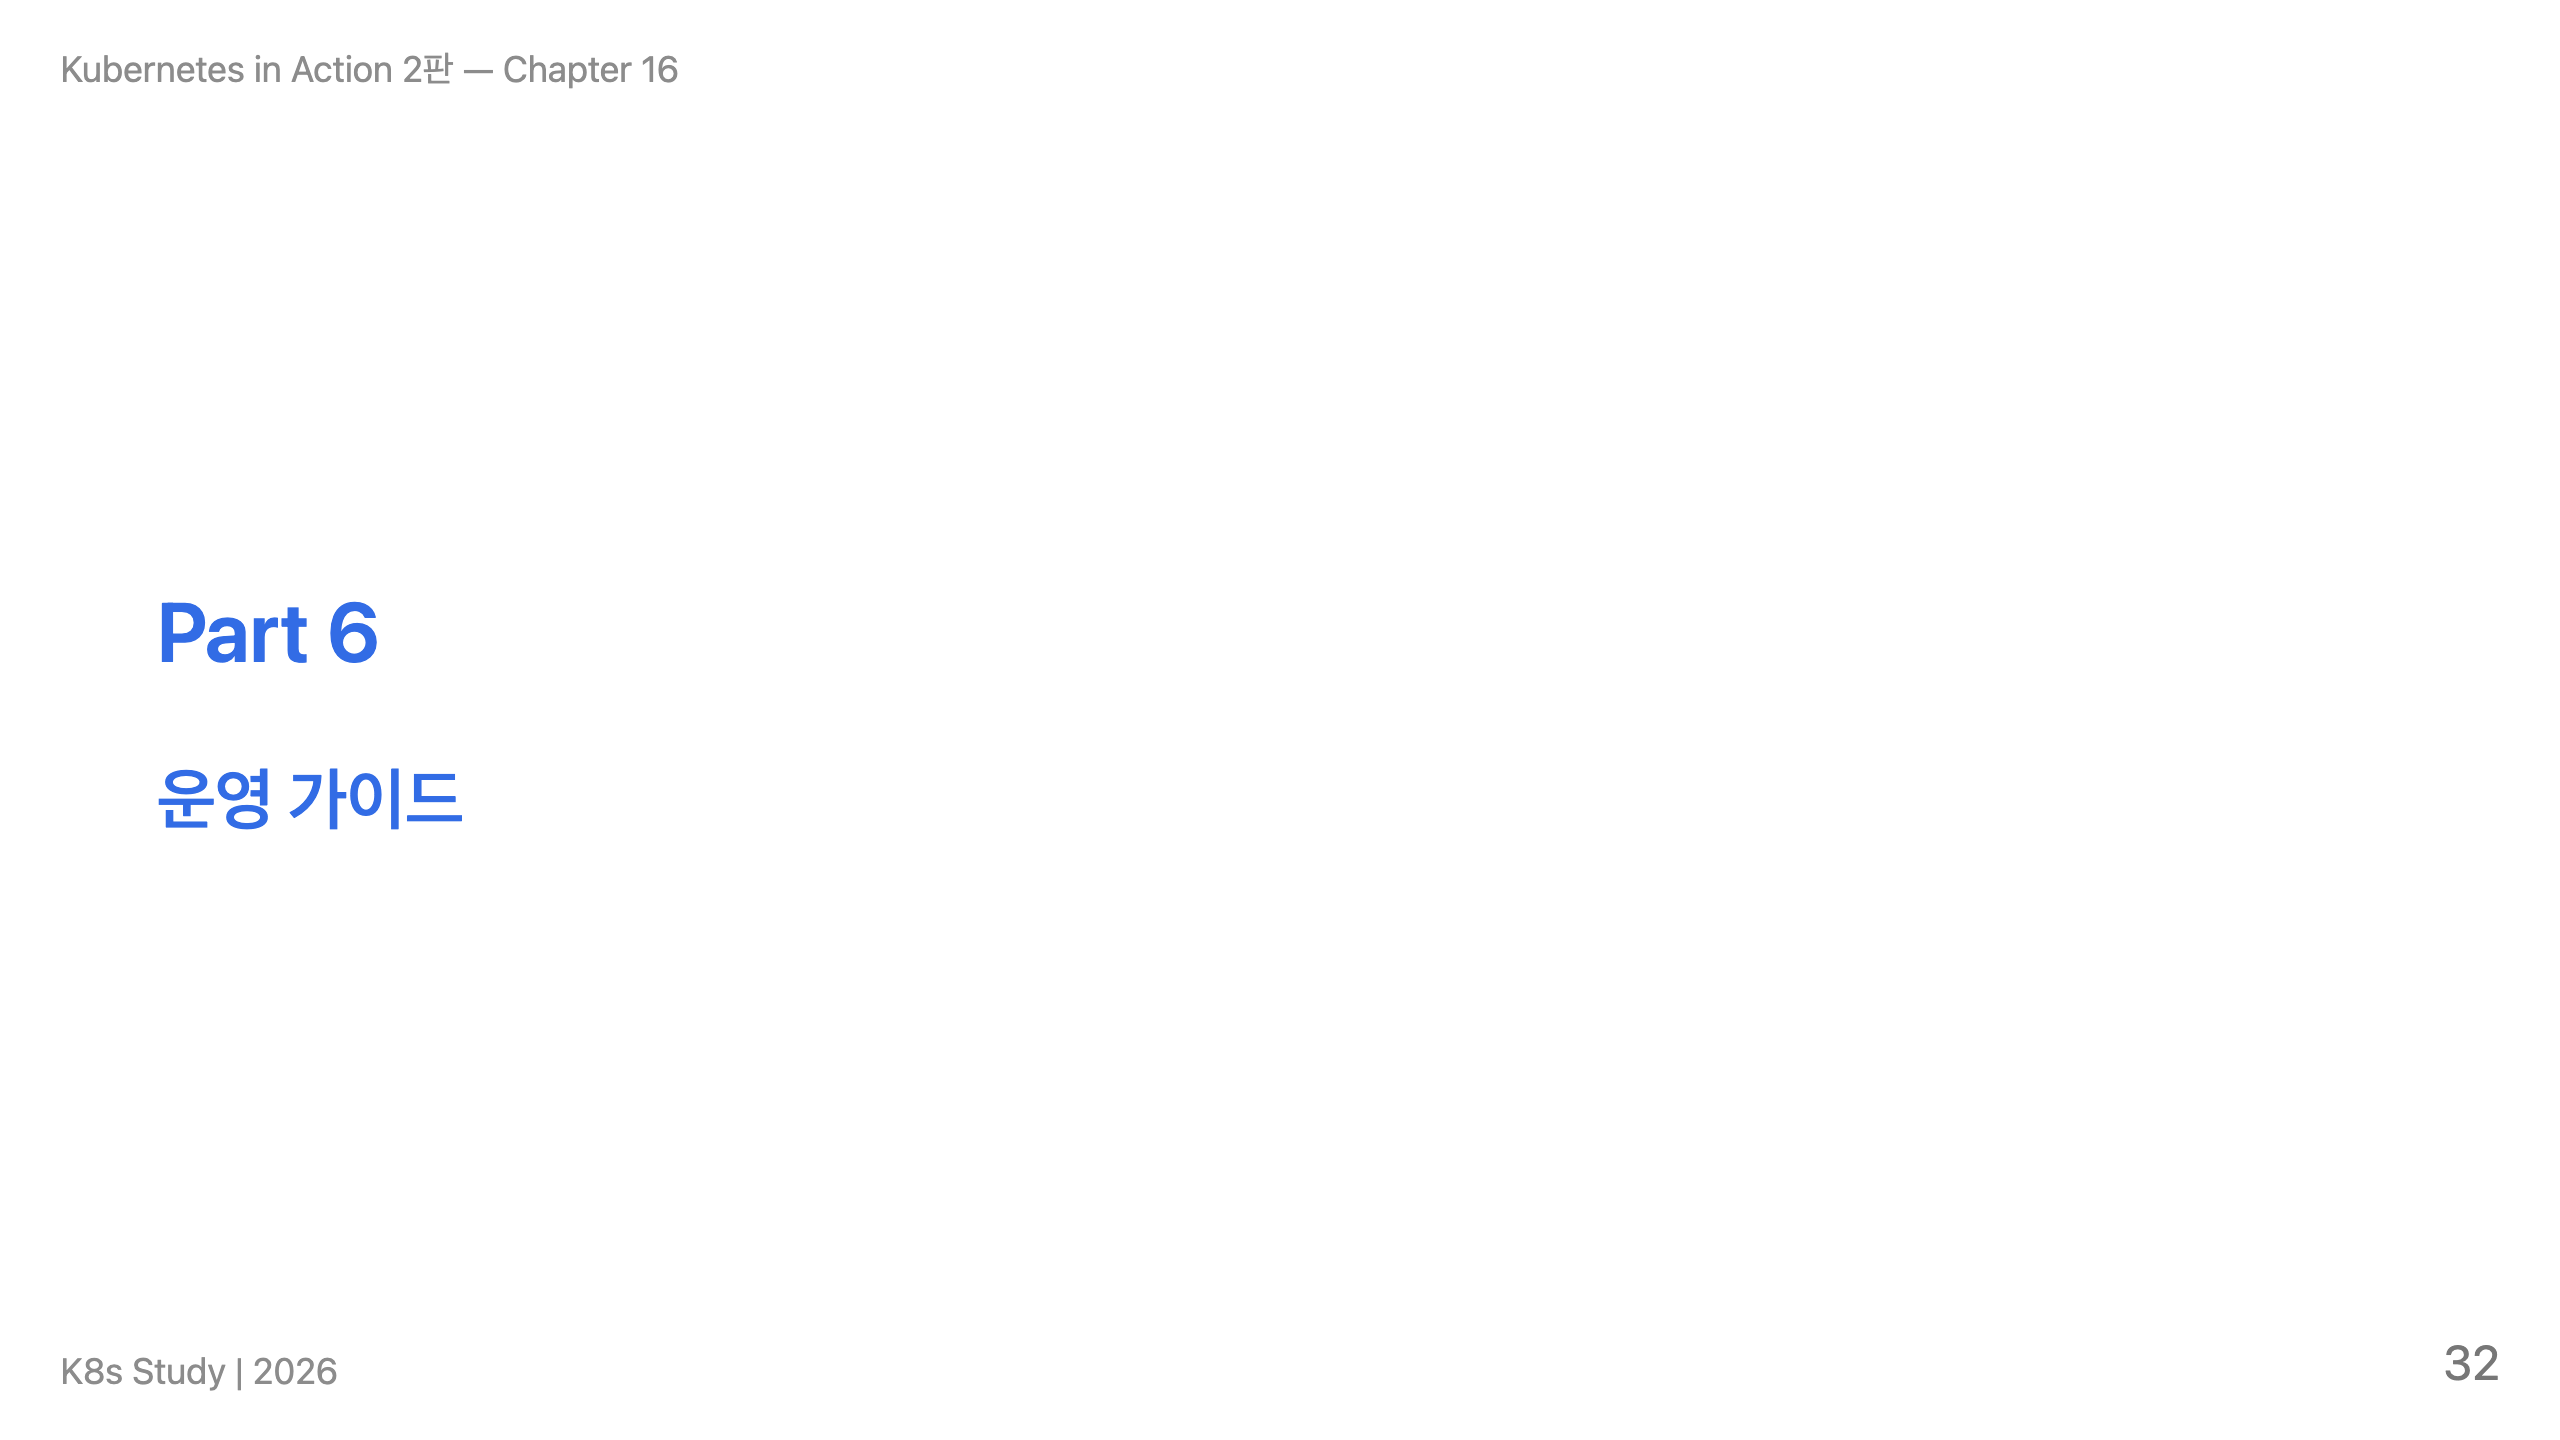 Kubernetes in Action 2판 — Chapter 16
Part 6
운영 가이드
K8s Study | 2026
32